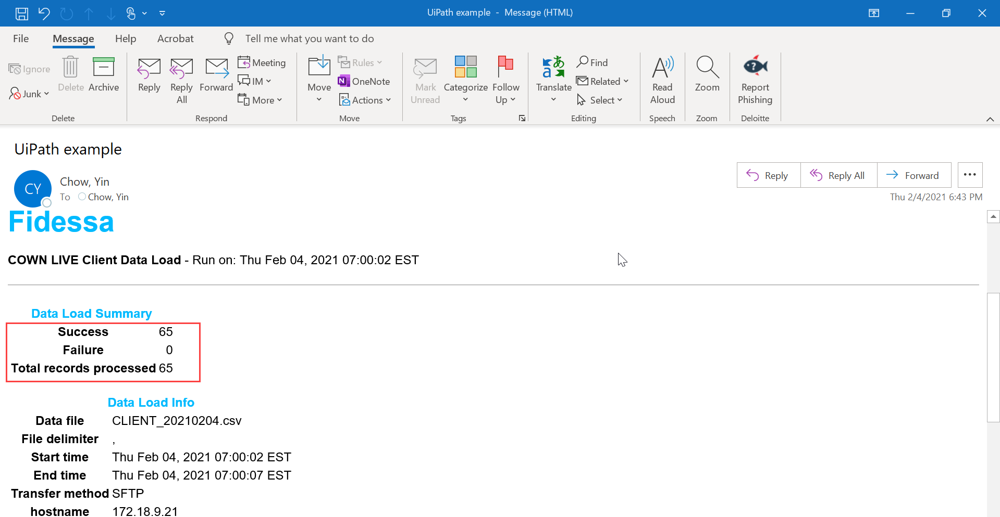 UiPath example - Message (HTML)
File Message Help Acrobat Tell me what you want to do
Ignore
Junk
Delete
Archive
Delete
Reply
Reply All
Forward
Meeting
IM
More
Respond
Move
Rules
OneNote
Actions
Move
Mark Unread
Categorize
Follow Up
Tags
Translate
Find
Related
Select
Editing
Read Aloud
Speech
Zoom
Zoom
Report Phishing
Deloitte
UiPath example
CY
Chow, Yin
To Chow, Yin
Reply Reply All Forward
Thu 2/4/2021 6:43 PM
Fidessa
COWN LIVE Client Data Load - Run on: Thu Feb 04, 2021 07:00:02 EST
Data Load Summary
Success 65
Failure 0
Total records processed 65
Data Load Info
Data file CLIENT_20210204.csv
File delimiter ,
Start time Thu Feb 04, 2021 07:00:02 EST
End time Thu Feb 04, 2021 07:00:07 EST
Transfer method SFTP
hostname 172.18.9.21